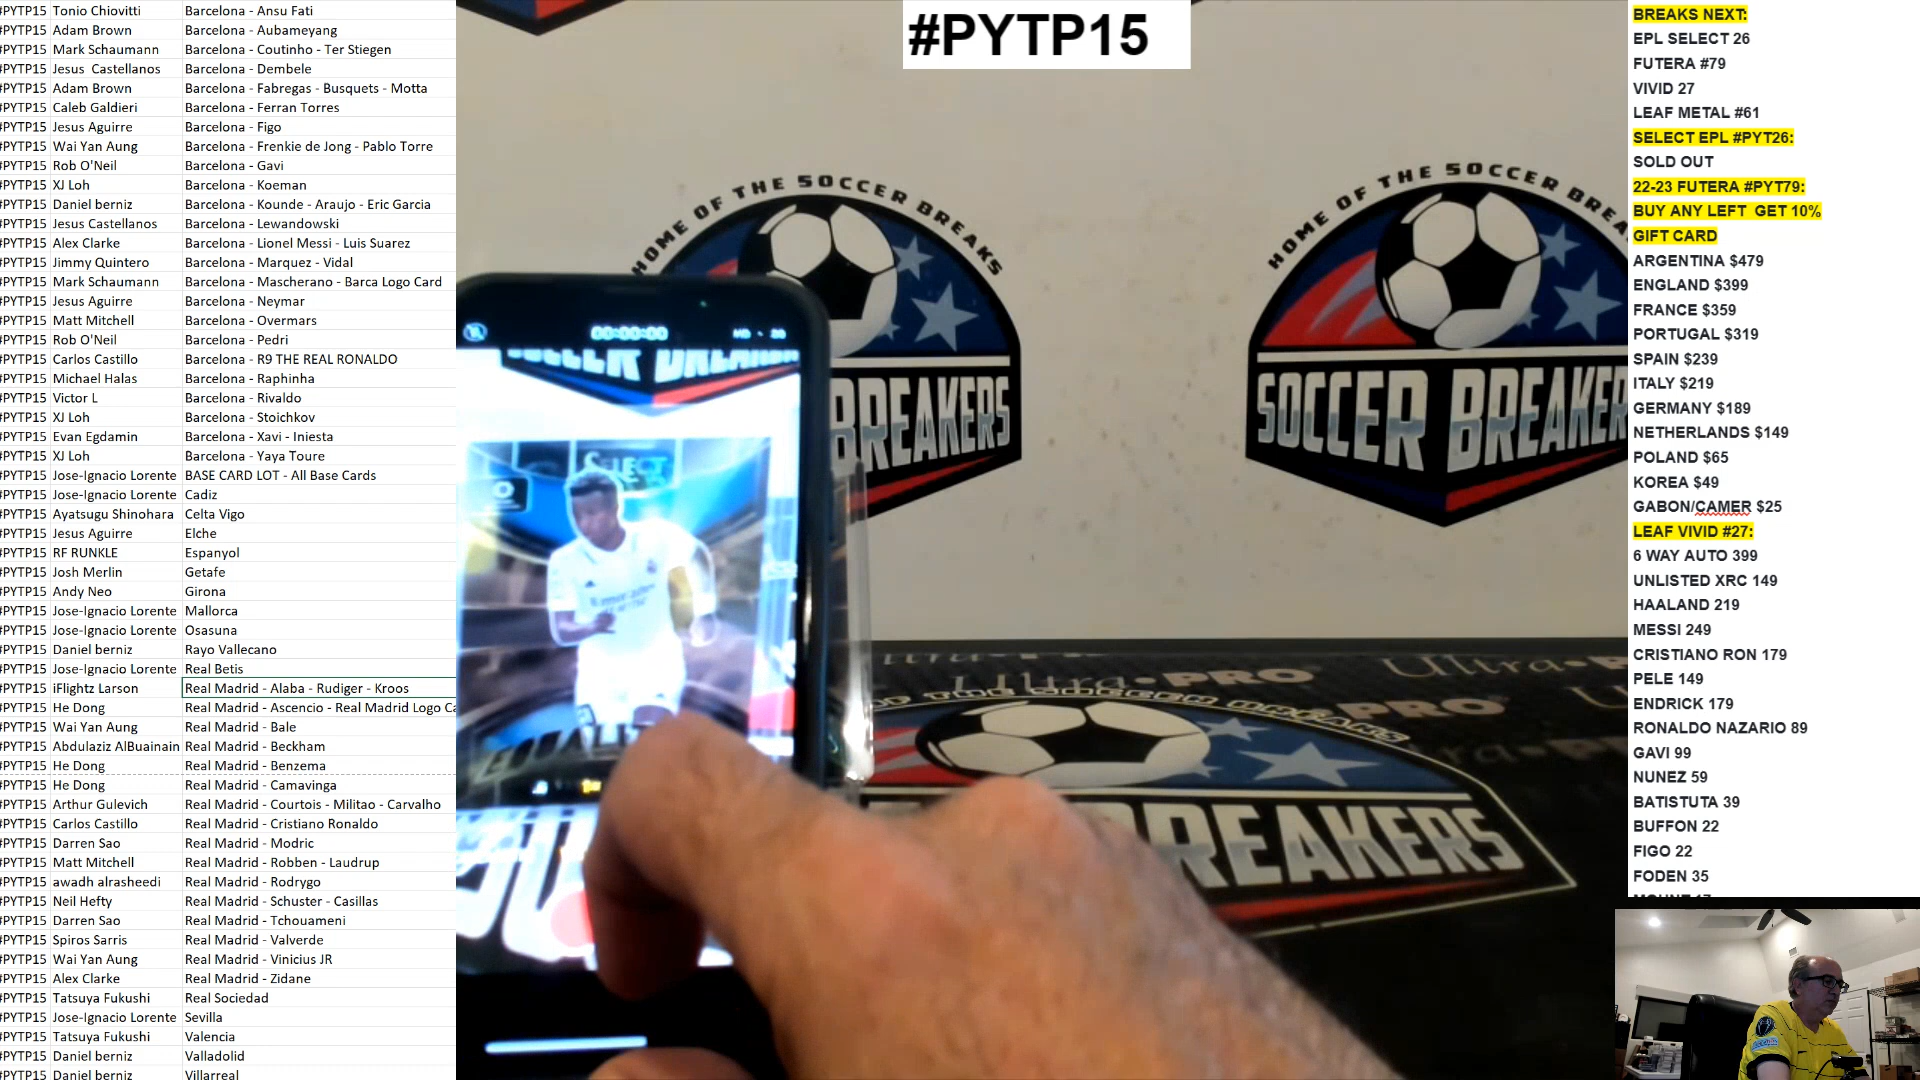 #PYTP15 Tonio Chiovitti Barcelona - Ansu Fati
#PYTP15 Adam Brown Barcelona - Aubameyang
#PYTP15 Mark Schaumann Barcelona - Coutinho - Ter Stiegen
#PYTP15 Jesus Castellanos Barcelona - Dembele
#PYTP15 Adam Brown Barcelona - Fabregas - Busquets - Motta
#PYTP15 Caleb Galdieri Barcelona - Ferran Torres
#PYTP15 Jesus Aguirre Barcelona - Figo
#PYTP15 Wai Yan Aung Barcelona - Frenkie de Jong - Pablo Torre
#PYTP15 Rob O'Neil Barcelona - Gavi
#PYTP15 XJ Loh Barcelona - Koeman
#PYTP15 Daniel berniz Barcelona - Kounde - Araujo - Eric Garcia
#PYTP15 Jesus Castellanos Barcelona - Lewandowski
#PYTP15 Alex Clarke Barcelona - Lionel Messi - Luis Suarez
#PYTP15 Jimmy Quintero Barcelona - Marquez - Vidal
#PYTP15 Mark Schaumann Barcelona - Mascherano - Barca Logo Card
#PYTP15 Jesus Aguirre Barcelona - Neymar
#PYTP15 Matt Mitchell Barcelona - Overmars
#PYTP15 Rob O'Neil Barcelona - Pedri
#PYTP15 Carlos Castillo Barcelona - R9 THE REAL RONALDO
#PYTP15 Michael Halas Barcelona - Raphinha
#PYTP15 Victor L Barcelona - Rivaldo
#PYTP15 XJ Loh Barcelona - Stoichkov
#PYTP15 Evan Egdamin Barcelona - Xavi - Iniesta
#PYTP15 XJ Loh Barcelona - Yaya Toure
#PYTP15 Jose-Ignacio Lorente BASE CARD LOT - All Base Cards
#PYTP15 Jose-Ignacio Lorente Cadiz
#PYTP15 Ayatsugu Shinohara Celta Vigo
#PYTP15 Jesus Aguirre Elche
#PYTP15 RF RUNKLE Espanyol
#PYTP15 Josh Merlin Getafe
#PYTP15 Andy Neo Girona
#PYTP15 Jose-Ignacio Lorente Mallorca
#PYTP15 Jose-Ignacio Lorente Osasuna
#PYTP15 Daniel berniz Rayo Vallecano
#PYTP15 Jose-Ignacio Lorente Real Betis
#PYTP15 iFlightz Larson Real Madrid - Alaba - Rudiger - Kroos
#PYTP15 He Dong Real Madrid - Ascencio - Real Madrid Logo Ca
#PYTP15 Wai Yan Aung Real Madrid - Bale
#PYTP15 Abdulaziz AlBuainain Real Madrid - Beckham
#PYTP15 He Dong Real Madrid - Benzema
#PYTP15 He Dong Real Madrid - Camavinga
#PYTP15 Arthur Gulevich Real Madrid - Courtois - Militao - Carvalho
#PYTP15 Carlos Castillo Real Madrid - Cristiano Ronaldo
#PYTP15 Darren Sao Real Madrid - Modric
#PYTP15 Matt Mitchell Real Madrid - Robben - Laudrup
#PYTP15 awadh alrasheedi Real Madrid - Rodrygo
#PYTP15 Neil Hefty Real Madrid - Schuster - Casillas
#PYTP15 Darren Sao Real Madrid - Tchouameni
#PYTP15 Spiros Sarris Real Madrid - Valverde
#PYTP15 Wai Yan Aung Real Madrid - Vinicius JR
#PYTP15 Alex Clarke Real Madrid - Zidane
#PYTP15 Tatsuya Fukushi Real Sociedad
#PYTP15 Jose-Ignacio Lorente Sevilla
#PYTP15 Tatsuya Fukushi Valencia
#PYTP15 Daniel berniz Valladolid
#PYTP15 Daniel berniz Villarreal
#PYTP15
HOME OF THE SOCCER BREAKS
BREAKERS
HOME OF THE SOCCER BREA
SOCCER BREAKER
00:00:00
SOCCER BREAKER
SELECT
Ultra PRO
Ultra PRO
BREAKERS
BREAKS NEXT:
EPL SELECT 26
FUTERA #79
VIVID 27
LEAF METAL #61
SELECT EPL #PYT26:
SOLD OUT
22-23 FUTERA #PYT79:
BUY ANY LEFT GET 10%
GIFT CARD
ARGENTINA $479
ENGLAND $399
FRANCE $359
PORTUGAL $319
SPAIN $239
ITALY $219
GERMANY $189
NETHERLANDS $149
POLAND $65
KOREA $49
GABON/CAMER $25
LEAF VIVID #27:
6 WAY AUTO 399
UNLISTED XRC 149
HAALAND 219
MESSI 249
CRISTIANO RON 179
PELE 149
ENDRICK 179
RONALDO NAZARIO 89
GAVI 99
NUNEZ 59
BATISTUTA 39
BUFFON 22
FIGO 22
FODEN 35